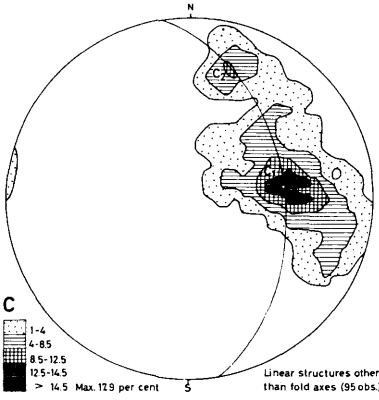 N
C
C
1-4
4-8.5
8.5-12.5
12.5-14.5
> 14.5 Max. 17.9 per cent
S
Linear structures other
than fold axes (95 obs.)